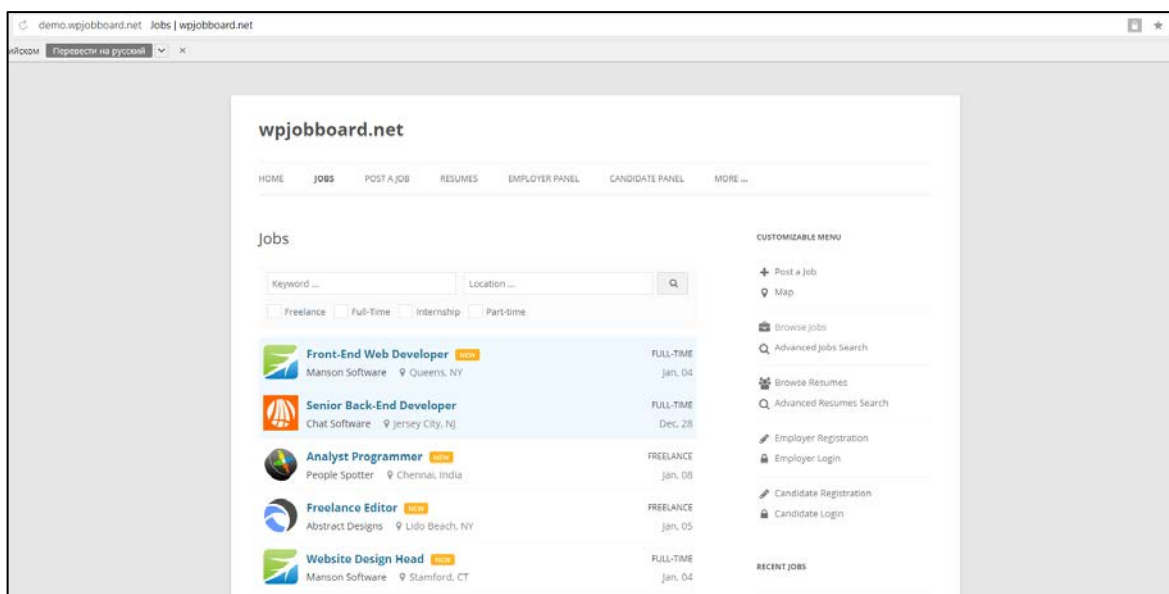 demo.wpjobboard.net Jobs | wpjobboard.net
ийском Перевести на русский
wpjobboard.net
HOME JOBS POST A JOB RESUMES EMPLOYER PANEL CANDIDATE PANEL MORE ...
Jobs
Keyword ... Location ...
Freelance Full-Time Internship Part-time
Front-End Web Developer NEW FULL-TIME
Manson Software Queens, NY Jan, 04
Senior Back-End Developer FULL-TIME
Chat Software Jersey City, NJ Dec, 28
Analyst Programmer NEW FREELANCE
People Spotter Chennai, India Jan, 08
Freelance Editor NEW FREELANCE
Abstract Designs Lido Beach, NY Jan, 05
Website Design Head NEW FULL-TIME
Manson Software Stamford, CT Jan, 04
CUSTOMIZABLE MENU
Post a Job
Map
Browse Jobs
Advanced Jobs Search
Browse Resumes
Advanced Resumes Search
Employer Registration
Employer Login
Candidate Registration
Candidate Login
RECENT JOBS